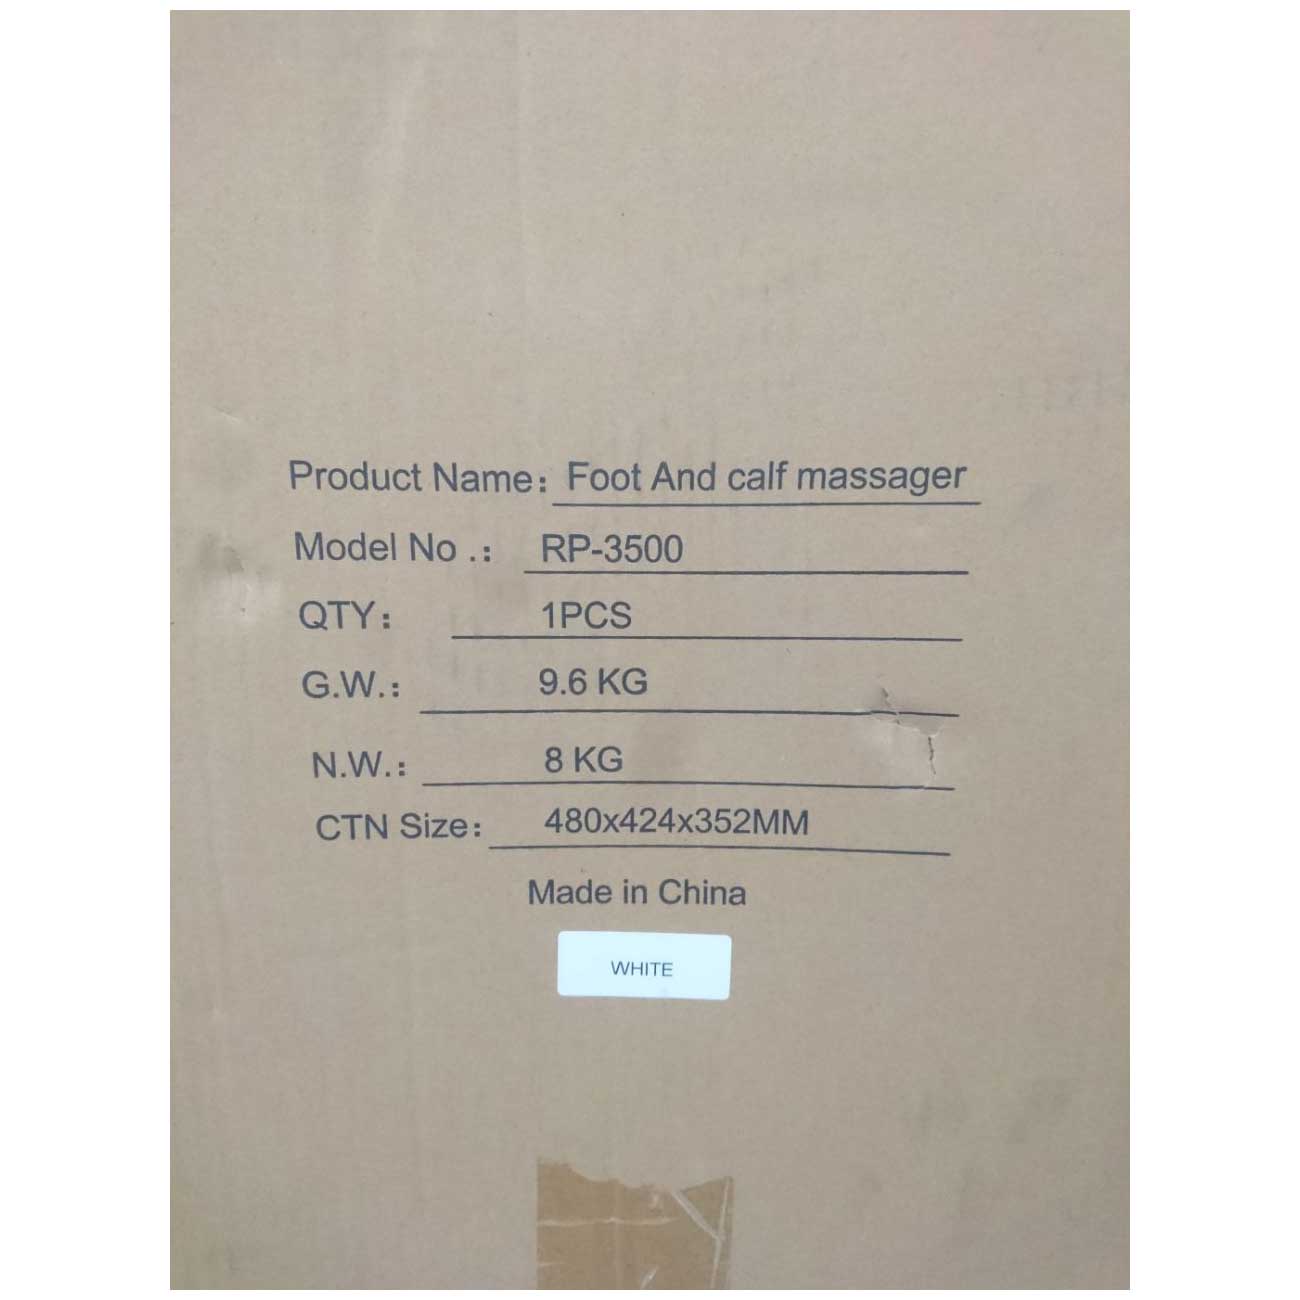 Product Name: Foot And calf massager
Model No .: RP-3500
QTY: 1PCS
G.W.: 9.6 KG
N.W.: 8 KG
CTN Size: 480x424x352MM
Made in China
WHITE